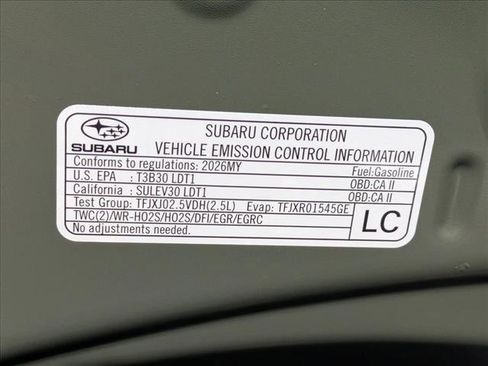 SUBARU CORPORATION
SUBARU
VEHICLE EMISSION CONTROL INFORMATION
Conforms to regulations: 2026MY Fuel:Gasoline
U.S. EPA : T3B30 LDT1 OBD:CA II
California : SULEV30 LDT1 OBD:CA II
Test Group: TFJXJ02.5VDH(2.5L) Evap: TFJXR01545GE
TWC(2)/WR-HO2S/HO2S/DFI/EGR/EGRC
No adjustments needed.
LC